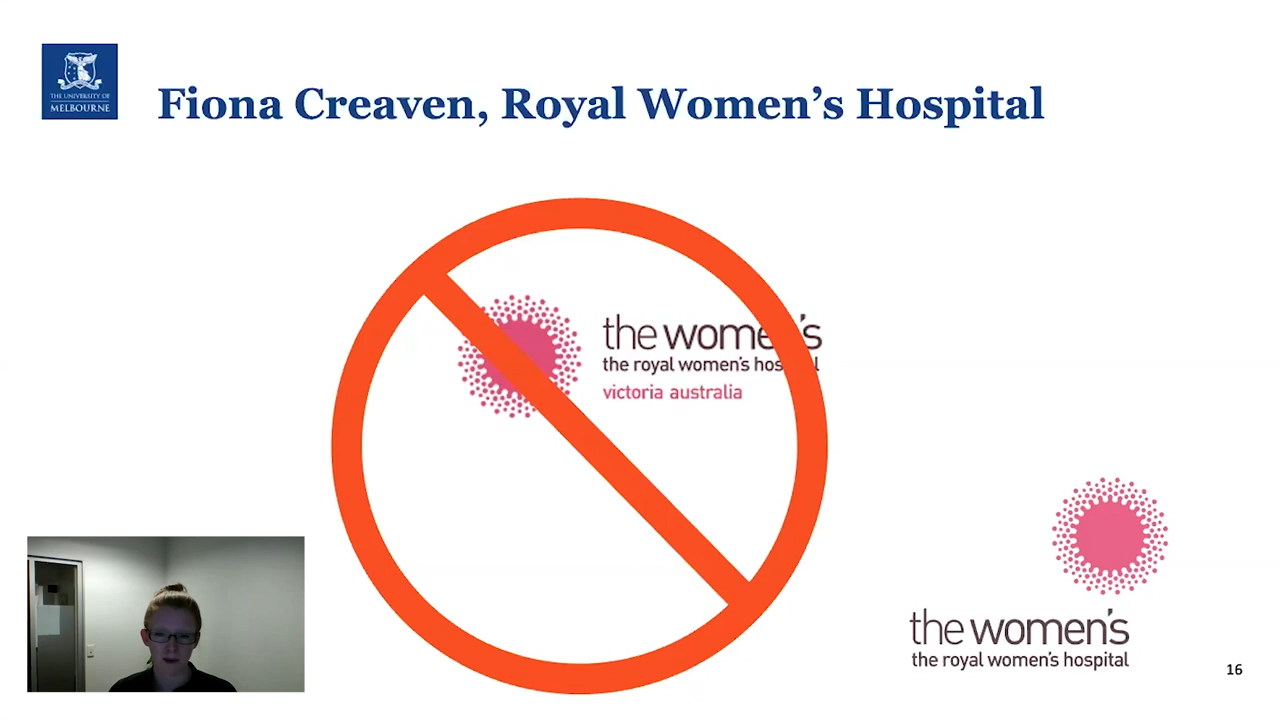 THE UNIVERSITY OF
MELBOURNE
Fiona Creaven, Royal Women’s Hospital
the women's
the royal women's hospital
victoria australia
the women's
the royal women's hospital
16